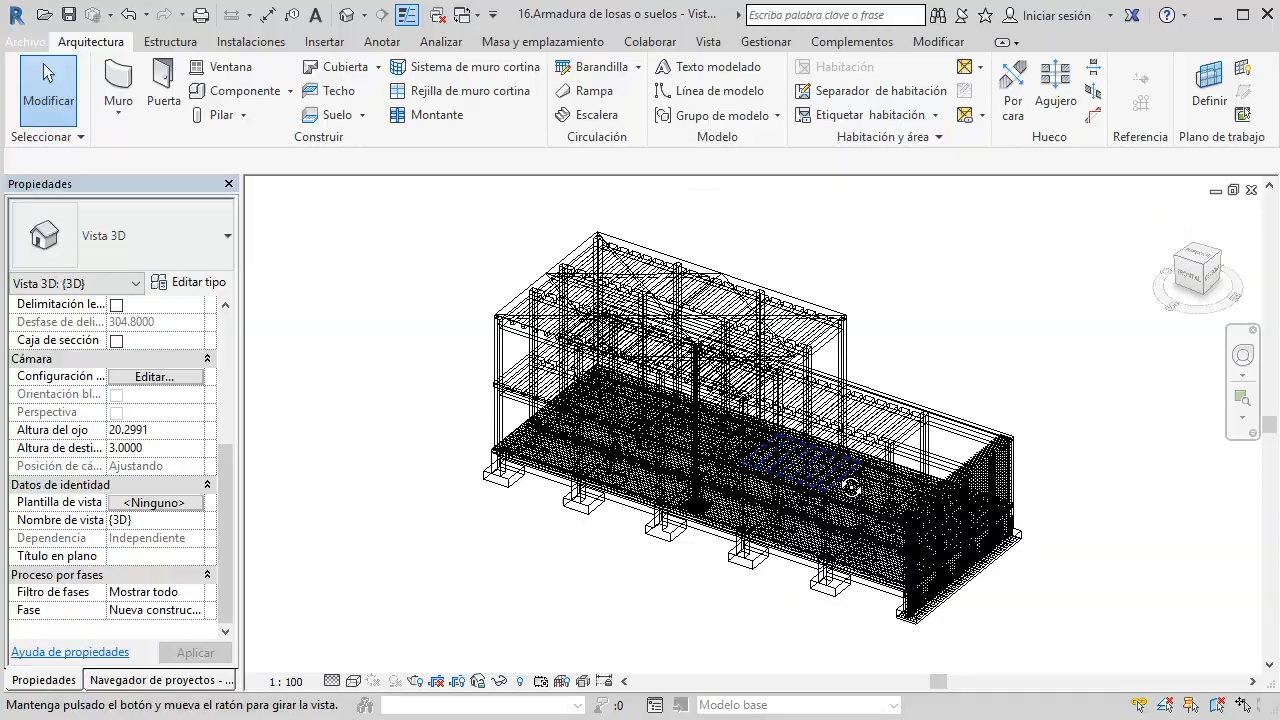 16.Armadura de losas o suelos - Vist...
Escriba palabra clave o frase
Iniciar sesión
Archivo Arquitectura Estructura Instalaciones Insertar Anotar Analizar Masa y emplazamiento Colaborar Vista Gestionar Complementos Modificar
Modificar
Muro
Puerta
Ventana
Componente
Pilar
Cubierta
Techo
Suelo
Sistema de muro cortina
Rejilla de muro cortina
Montante
Barandilla
Rampa
Escalera
Texto modelado
Línea de modelo
Grupo de modelo
Habitación
Separador de habitación
Etiquetar habitación
Por cara
Agujero
Definir
Seleccionar
Construir
Circulación
Modelo
Habitación y área
Hueco
Referencia
Plano de trabajo
Propiedades
Vista 3D
Vista 3D: {3D}
Editar tipo
Delimitación le...
Desfase de deli... 304.8000
Caja de sección
Cámara
Configuración ... Editar...
Orientación bl...
Perspectiva
Altura del ojo 20.2991
Altura de desti... 3.0000
Posición de cá... Ajustando
Datos de identidad
Plantilla de vista <Ninguno>
Nombre de vista {3D}
Dependencia Independiente
Título en plano
Proceso por fases
Filtro de fases Mostrar todo
Fase Nueva construc...
Ayuda de propiedades
Aplicar
Propiedades
Navegador de proyectos - ...
1 : 100
Mantenga pulsado el botón y mueva el ratón para girar la vista.
:0
Modelo base